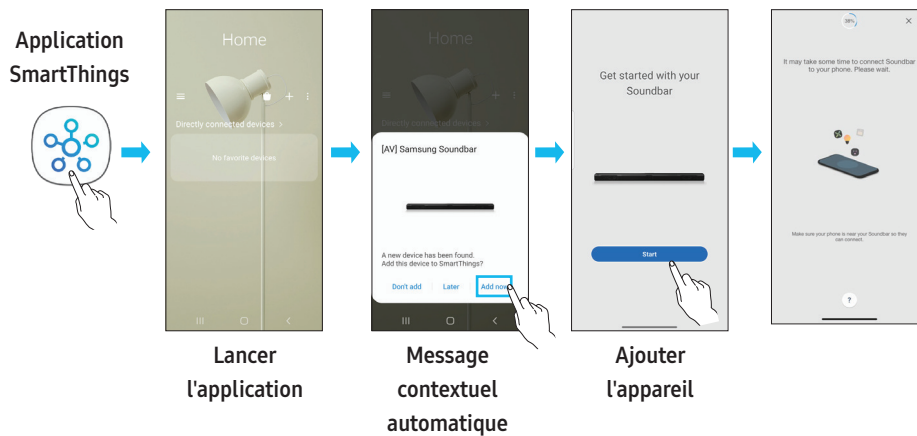 Application
SmartThings
Home
Directly connected devices >
No favorite devices
Lancer
l'application
Home
Directly connected devices >
[AV] Samsung Soundbar
A new device has been found.
Add this device to SmartThings?
Don't add Later Add now
Message
contextuel
automatique
Get started with your
Soundbar
Start
Ajouter
l'appareil
38%
It may take some time to connect Soundbar
to your phone. Please wait.
Make sure your phone is near your Soundbar so they
can connect.
?